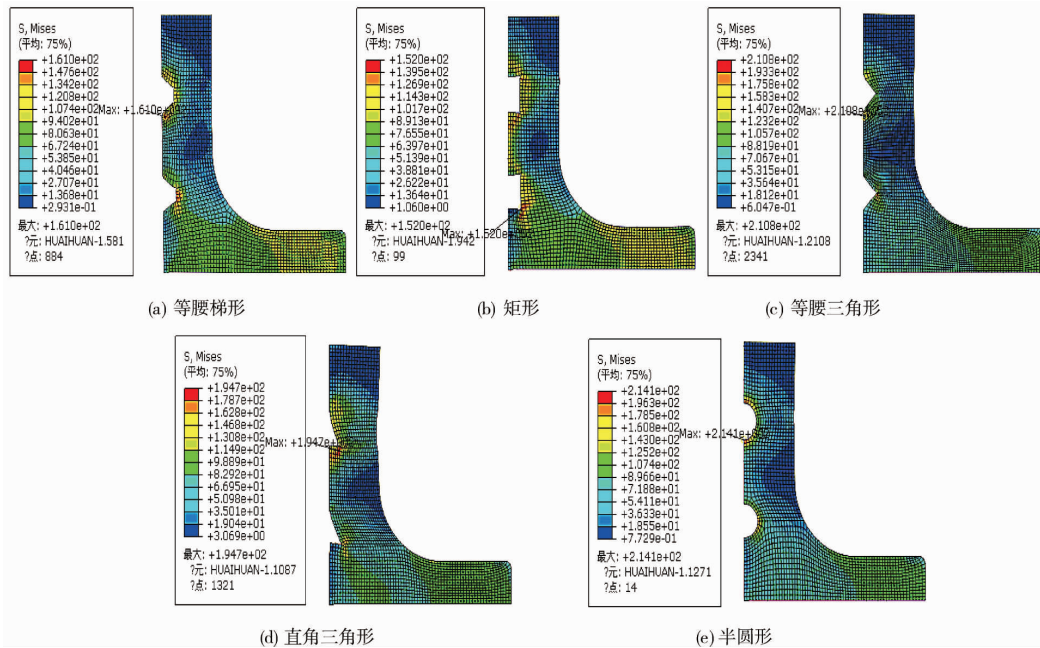 S, Mises
(平均: 75%)
+1.610e+02
+1.476e+02
+1.342e+02
+1.208e+02
+1.074e+02
+9.402e+01
+8.063e+01
+6.724e+01
+5.385e+01
+4.046e+01
+2.707e+01
+1.368e+01
+2.931e-01
Max: +1.610e+0
最大: +1.610e+02
?元: HUAIHUAN-1.581
?点: 884
(a) 等腰梯形
S, Mises
(平均: 75%)
+1.520e+02
+1.395e+02
+1.269e+02
+1.143e+02
+1.017e+02
+8.913e+01
+7.655e+01
+6.397e+01
+5.139e+01
+3.881e+01
+2.622e+01
+1.364e+01
+1.060e+00
Max: +1.520e+0
最大: +1.520e+02
?元: HUAIHUAN-1.942
?点: 99
(b) 矩形
S, Mises
(平均: 75%)
+2.108e+02
+1.933e+02
+1.758e+02
+1.583e+02
+1.407e+02
+1.232e+02
+1.057e+02
+8.819e+01
+7.067e+01
+5.315e+01
+3.564e+01
+1.812e+01
+6.047e-01
Max: +2.108e+0
最大: +2.108e+02
?元: HUAIHUAN-1.2108
?点: 2341
(c) 等腰三角形
S, Mises
(平均: 75%)
+1.947e+02
+1.787e+02
+1.628e+02
+1.468e+02
+1.308e+02
+1.149e+02
+9.889e+01
+8.292e+01
+6.695e+01
+5.098e+01
+3.501e+01
+1.904e+01
+3.069e+00
Max: +1.947e+
最大: +1.947e+02
?元: HUAIHUAN-1.1087
?点: 1321
(d) 直角三角形
S, Mises
(平均: 75%)
+2.141e+02
+1.963e+02
+1.785e+02
+1.608e+02
+1.430e+02
+1.252e+02
+1.074e+02
+8.966e+01
+7.188e+01
+5.411e+01
+3.633e+01
+1.855e+01
+7.729e-01
Max: +2.141e+
最大: +2.141e+02
?元: HUAIHUAN-1.1271
?点: 14
(e) 半圆形